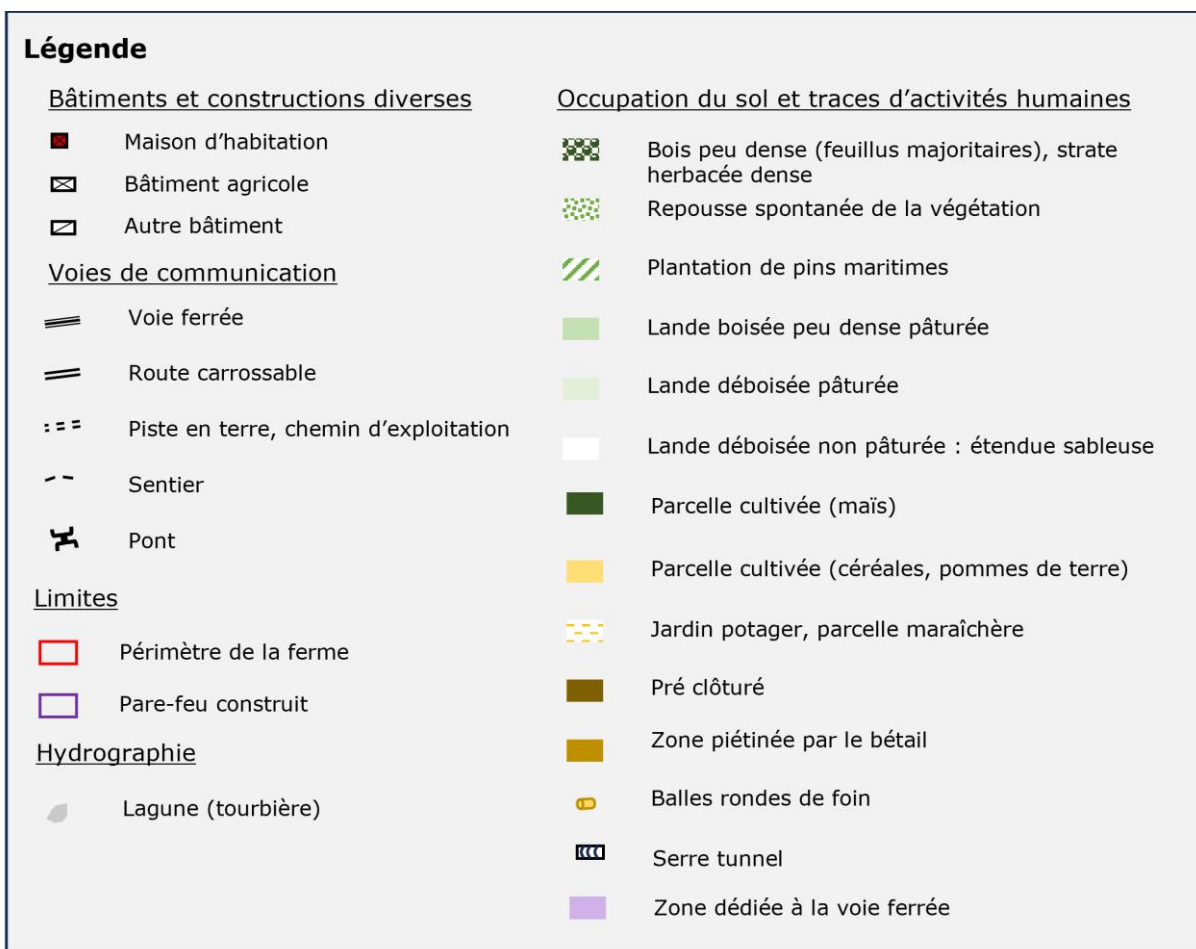 Légende
Bâtiments et constructions diverses
Maison d'habitation
Bâtiment agricole
Autre bâtiment
Voies de communication
Voie ferrée
Route carrossable
Piste en terre, chemin d'exploitation
Sentier
Pont
Limites
Périmètre de la ferme
Pare-feu construit
Hydrographie
Lagune (tourbière)
Occupation du sol et traces d'activités humaines
Bois peu dense (feuillus majoritaires), strate
herbacée dense
Repousse spontanée de la végétation
Plantation de pins maritimes
Lande boisée peu dense pâturée
Lande déboisée pâturée
Lande déboisée non pâturée : étendue sableuse
Parcelle cultivée (maïs)
Parcelle cultivée (céréales, pommes de terre)
Jardin potager, parcelle maraîchère
Pré clôturé
Zone piétinée par le bétail
Balles rondes de foin
Serre tunnel
Zone dédiée à la voie ferrée